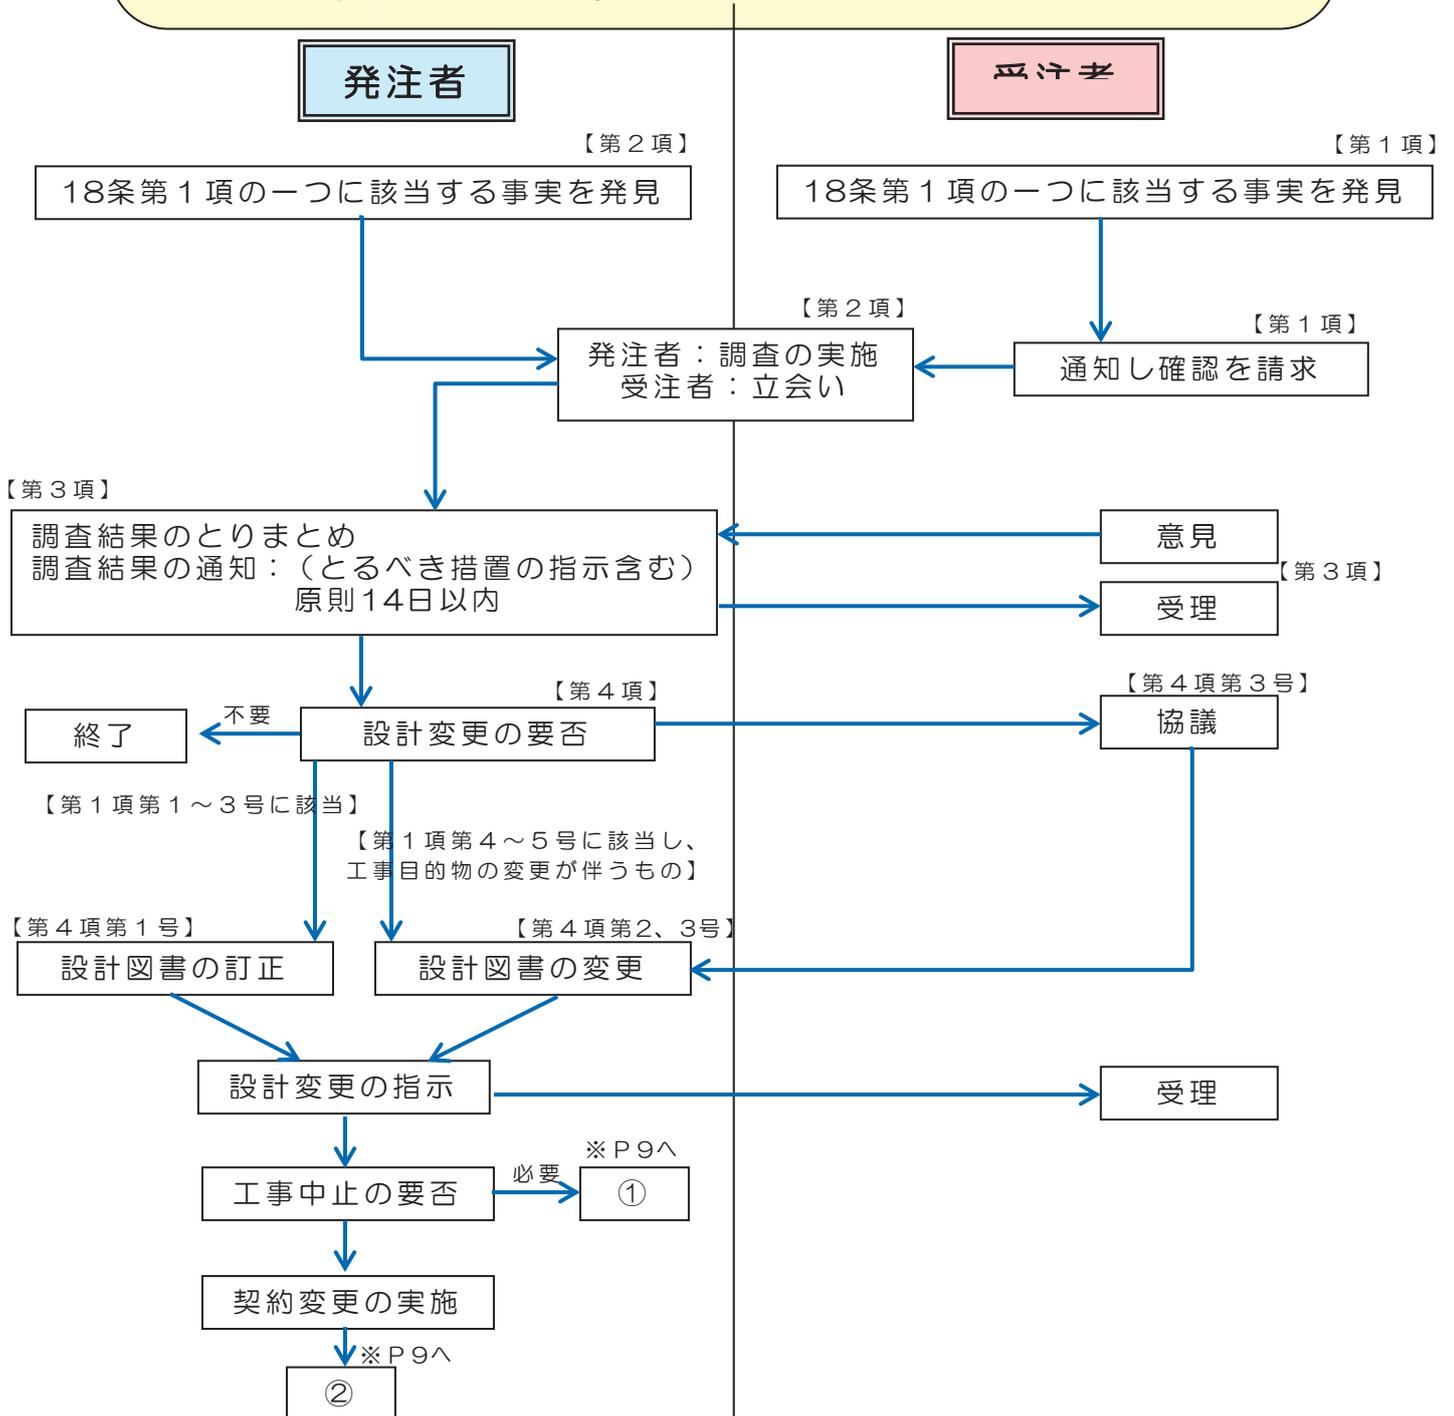 発注者
受注者
【第２項】
【第１項】
18条第１項の一つに該当する事実を発見
18条第１項の一つに該当する事実を発見
【第２項】
【第１項】
発注者：調査の実施
受注者：立会い
通知し確認を請求
【第３項】
調査結果のとりまとめ
調査結果の通知：（とるべき措置の指示含む）
原則14日以内
意見
【第３項】
受理
【第４項】
【第４項第３号】
終了
不要
設計変更の要否
協議
【第１項第１～３号に該当】
【第１項第４～５号に該当し、
工事目的物の変更が伴うもの】
【第４項第１号】
【第４項第2、3号】
設計図書の訂正
設計図書の変更
設計変更の指示
受理
※Ｐ9へ
工事中止の要否
必要
①
契約変更の実施
※Ｐ9へ
②